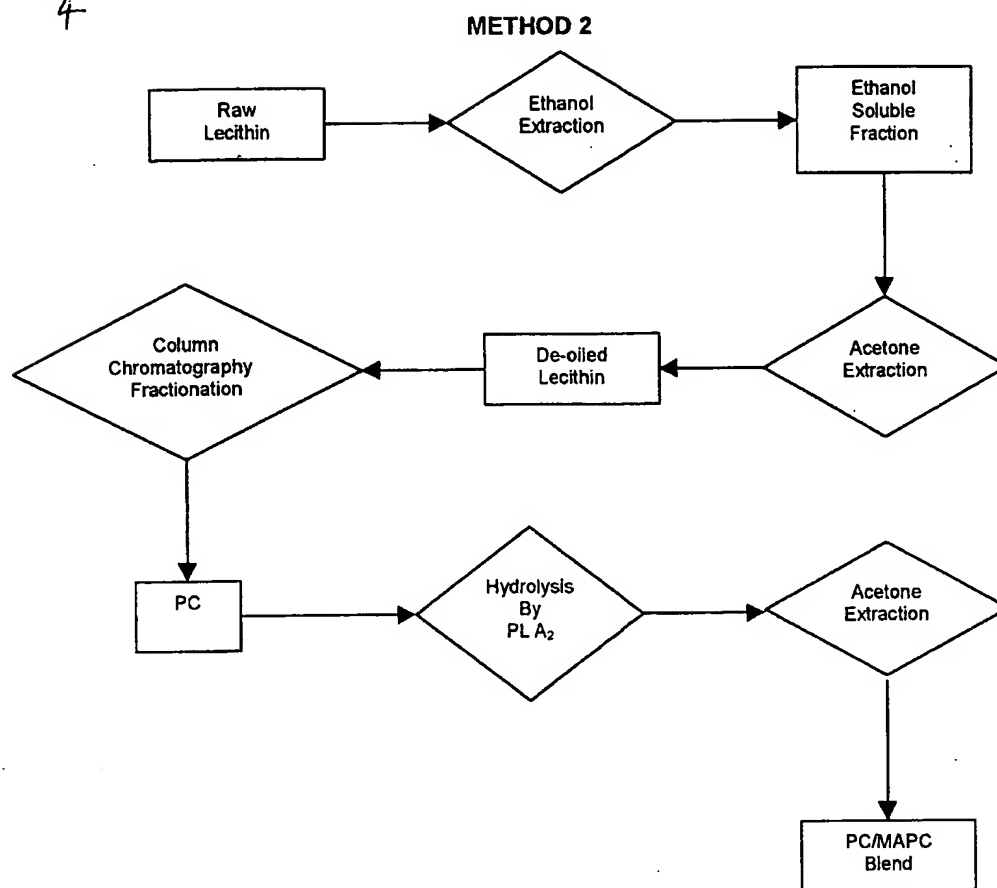 4
METHOD 2
Raw
Lecithin
Ethanol
Extraction
Ethanol
Soluble
Fraction
Acetone
Extraction
De-oiled
Lecithin
Column
Chromatography
Fractionation
PC
Hydrolysis
By
PL A₂
Acetone
Extraction
PC/MAPC
Blend